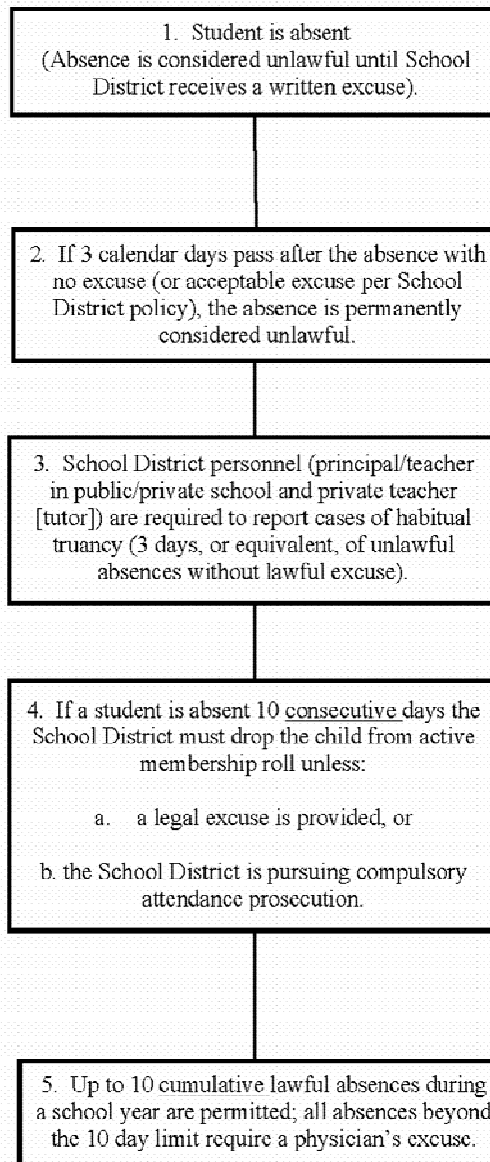 1. Student is absent
(Absence is considered unlawful until School
District receives a written excuse).
2. If 3 calendar days pass after the absence with
no excuse (or acceptable excuse per School
District policy), the absence is permanently
considered unlawful.
3. School District personnel (principal/teacher
in public/private school and private teacher
[tutor]) are required to report cases of habitual
truancy (3 days, or equivalent, of unlawful
absences without lawful excuse).
4. If a student is absent 10 consecutive days the
School District must drop the child from active
membership roll unless:
a. a legal excuse is provided, or
b. the School District is pursuing compulsory
attendance prosecution.
5. Up to 10 cumulative lawful absences during
a school year are permitted; all absences beyond
the 10 day limit require a physician's excuse.